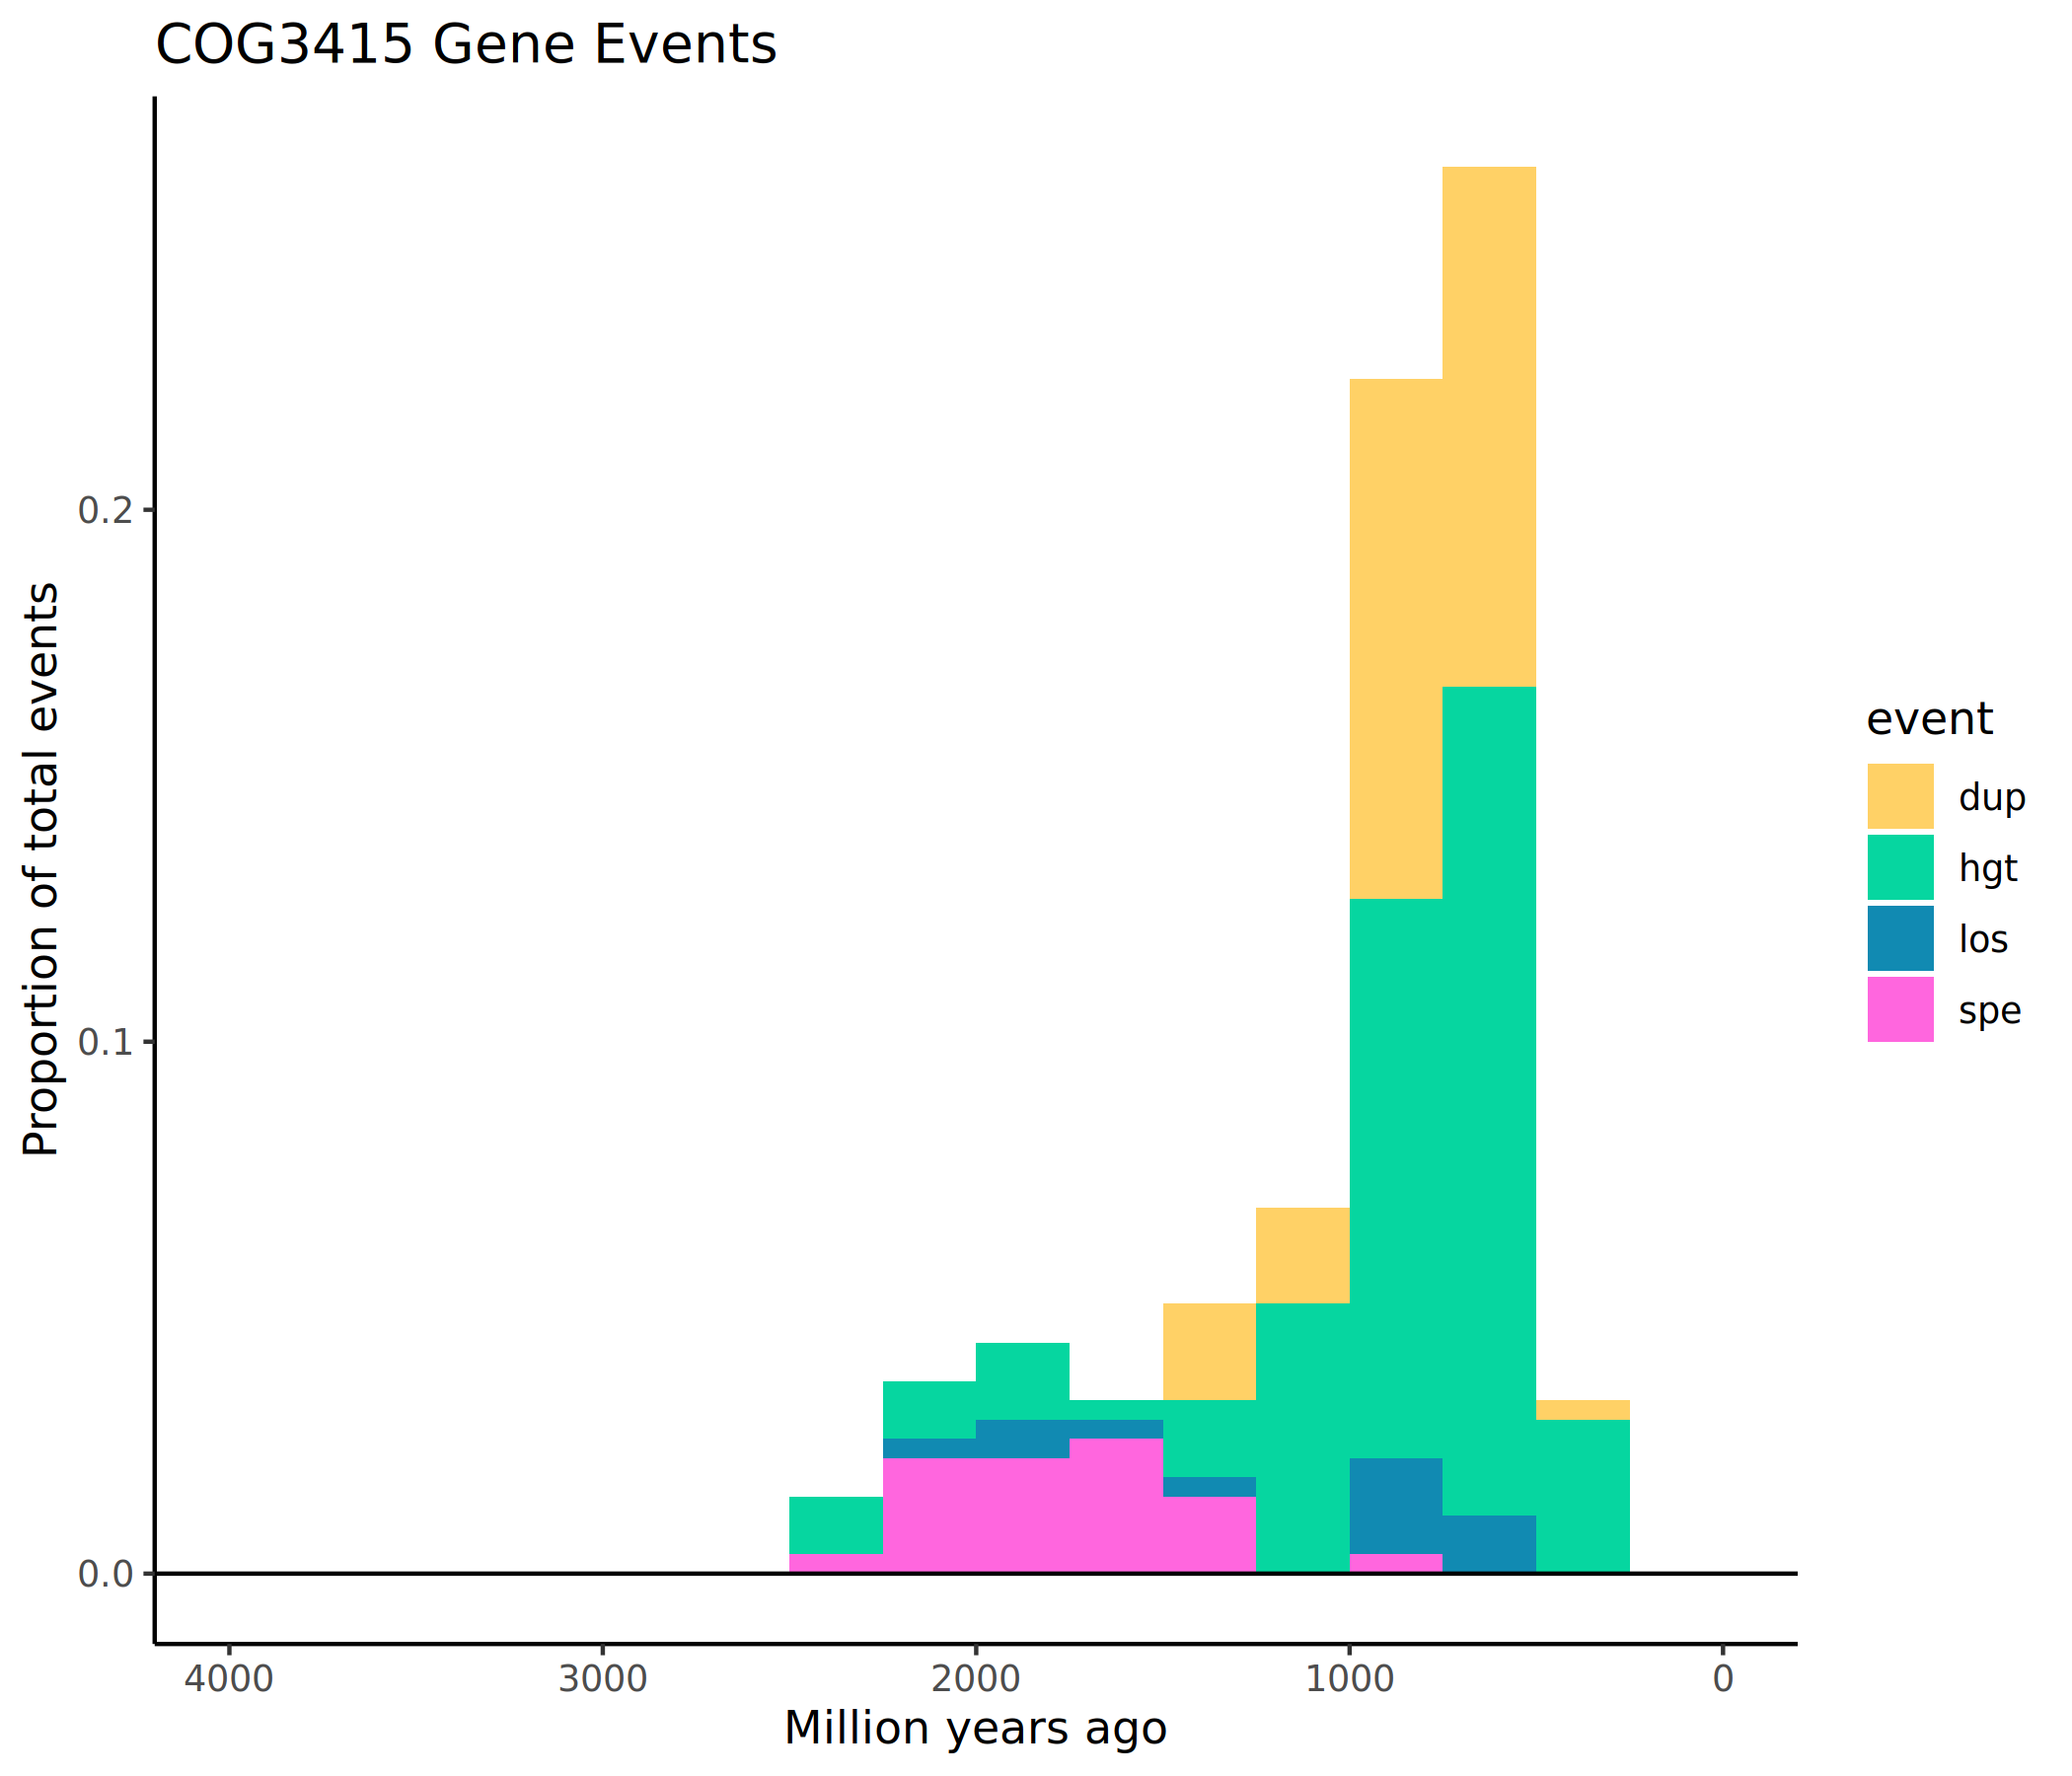 COG3415 Gene Events
Proportion of total events
0.2
0.1
0.0
4000 3000 2000 1000 0
Million years ago
event
dup
hgt
los
spe